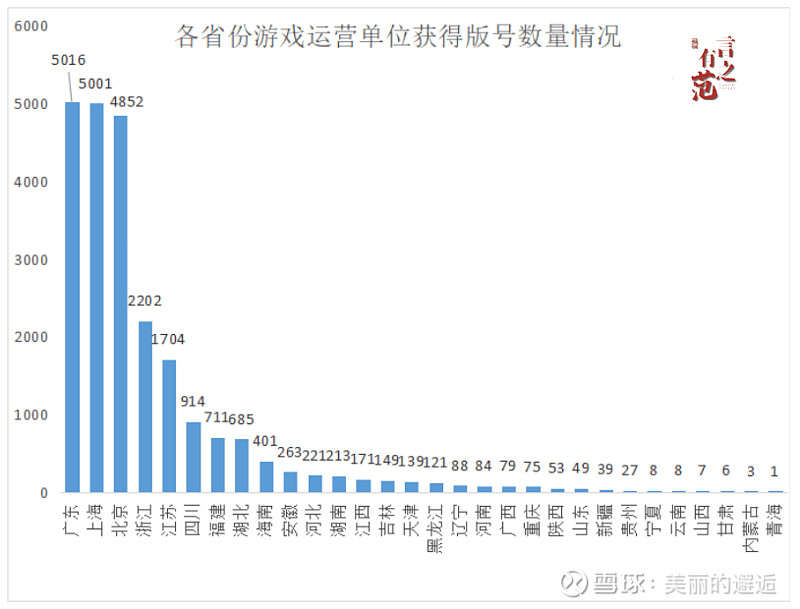 各省份游戏运营单位获得版号数量情况
言之
有范
6000
5000
4000
3000
2000
1000
0
5016
5001
4852
2202
1704
914
711
685
401
263
221
213
171
149
139
121
88
84
79
75
53
49
39
27
8
8
7
6
3
1
广东
上海
北京
浙江
江苏
四川
福建
湖北
海南
安徽
河北
湖南
江西
吉林
天津
黑龙江
辽宁
河南
广西
重庆
陕西
山东
新疆
贵州
宁夏
云南
山西
甘肃
内蒙古
青海
雪球：美丽的邂逅